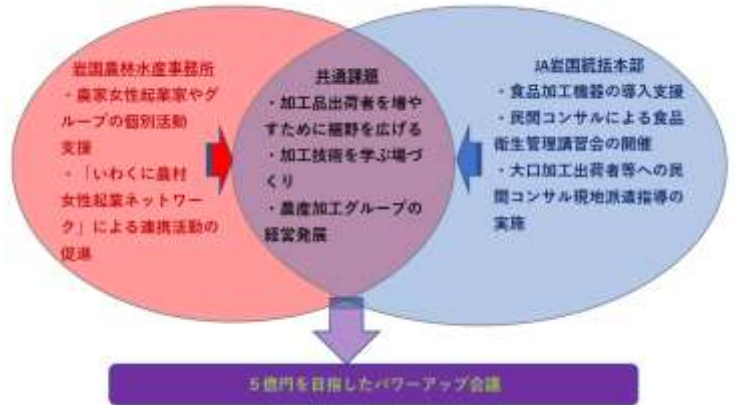 岩国農林水産事務所
・農家女性起業家やグ
ループの個別活動
支援
・「いわくに農村
女性起業ネットワー
ク」による連携活動の
促進
共通課題
・加工品出荷者を増や
すために裾野を広げる
・加工技術を学ぶ場づ
くり
・農産加工グループの
経営発展
JA岩国統括本部
・食品加工機器の導入支援
・民間コンサルによる食品
衛生管理講習会の開催
・大口加工出荷者等への民
間コンサル現地派遣指導の
実施
5億円を目指したパワーアップ会議